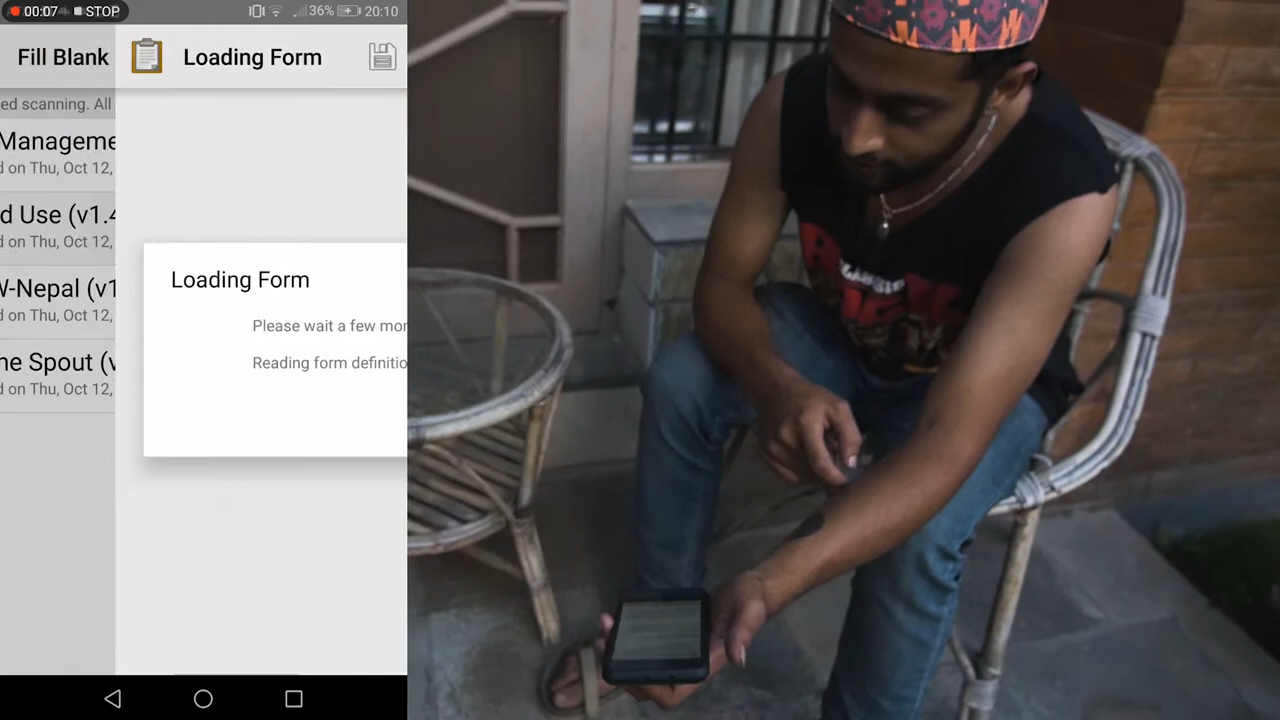 00:07 STOP 36% 20:10
Fill Blank
Loading Form
ed scanning. All
Manageme
d on Thu, Oct 12,
d Use (v1.4
d on Thu, Oct 12,
W-Nepal (v1
d on Thu, Oct 12,
ne Spout (v
d on Thu, Oct 12,
Loading Form
Please wait a few mor
Reading form definitio